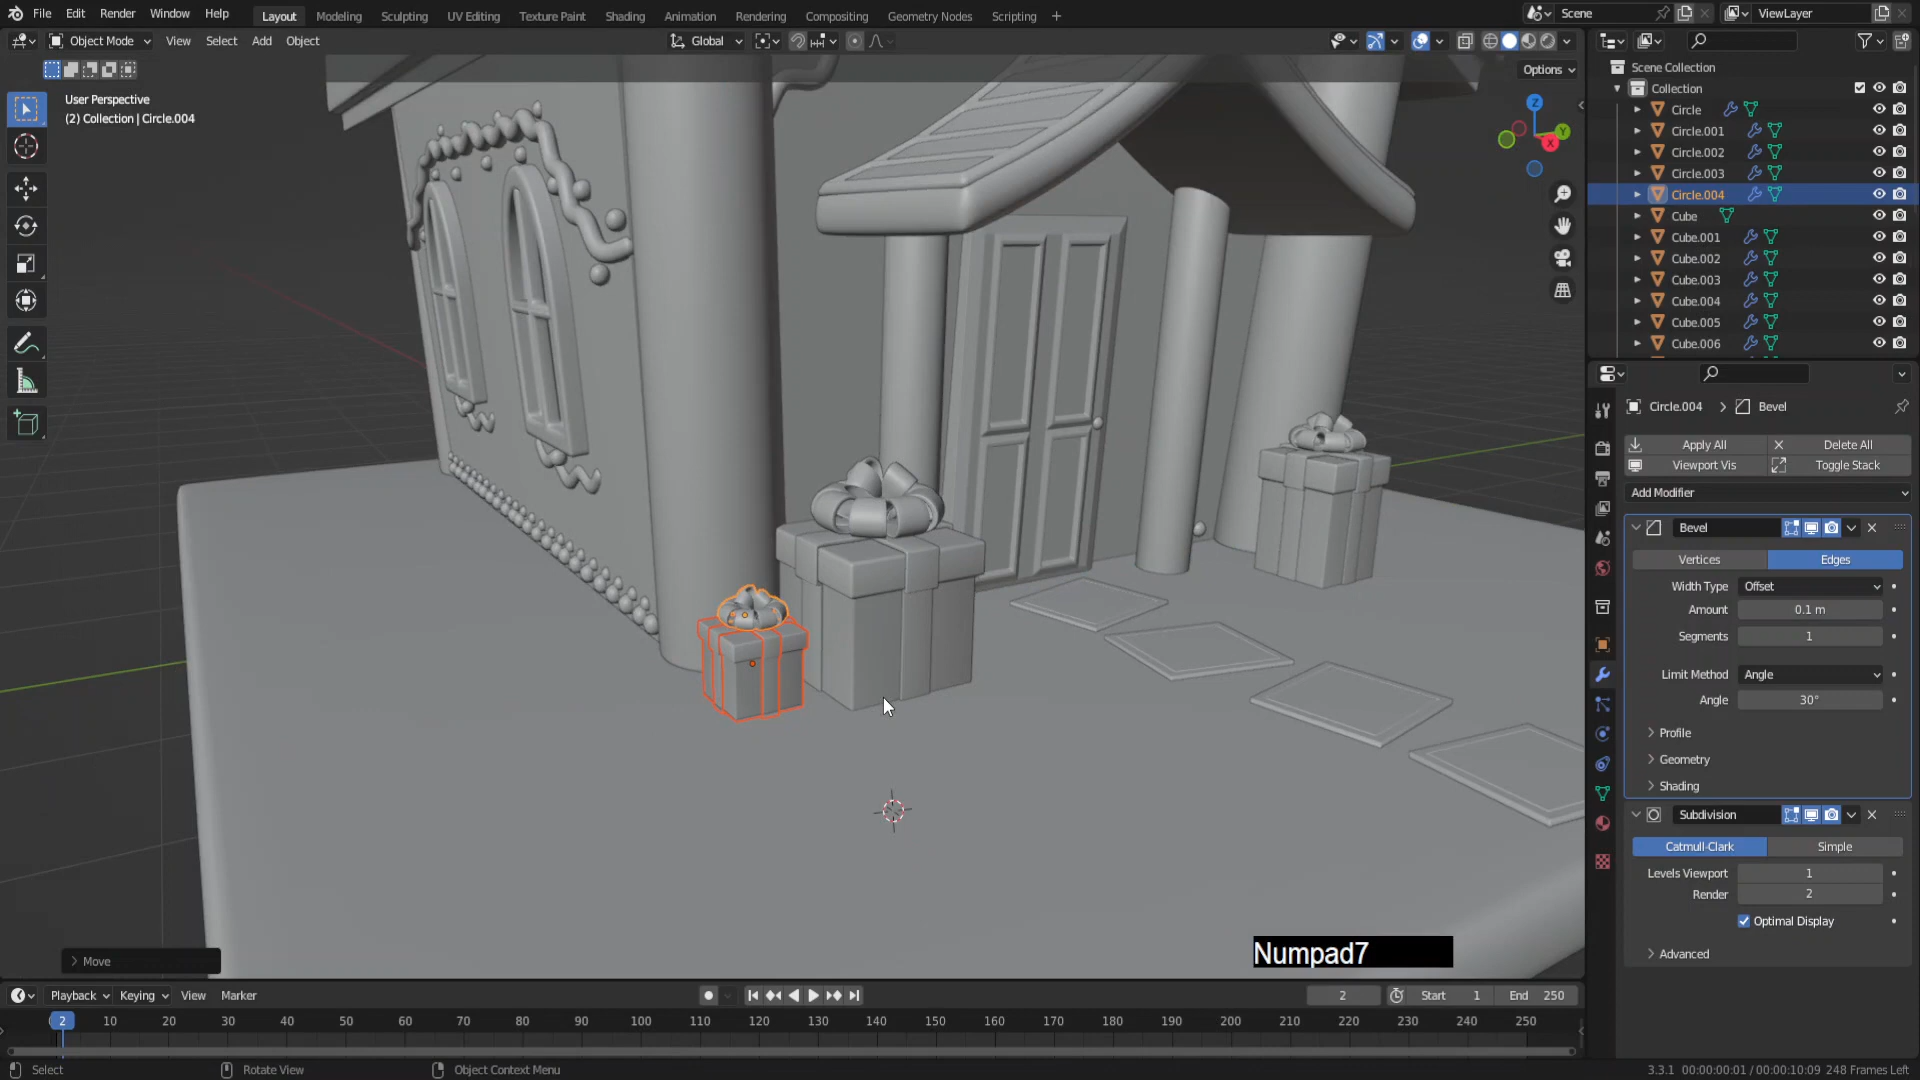 File Edit Render Window Help Layout Modeling Sculpting UV Editing Texture Paint Shading Animation Rendering Compositing Geometry Nodes Scripting + Scene ViewLayer
Object Mode View Select Add Object Global
Options
User Perspective
(2) Collection | Circle.004
Z
Y
X
Scene Collection
Collection
Circle
Circle.001
Circle.002
Circle.003
Circle.004
Cube
Cube.001
Cube.002
Cube.003
Cube.004
Cube.005
Cube.006
Circle.004 > Bevel
Apply All Delete All
Viewport Vis Toggle Stack
Add Modifier
Bevel
Vertices Edges
Width Type Offset
Amount 0.1 m
Segments 1
Limit Method Angle
Angle 30°
Profile
Geometry
Shading
Subdivision
Catmull-Clark Simple
Levels Viewport 1
Render 2
Optimal Display
Advanced
Numpad7
Move
Playback Keying View Marker 2 Start 1 End 250
2 10 20 30 40 50 60 70 80 90 100 110 120 130 140 150 160 170 180 190 200 210 220 230 240 250
Select Rotate View Object Context Menu 3.3.1 00:00:00:01 / 00:00:10:09 248 Frames Left